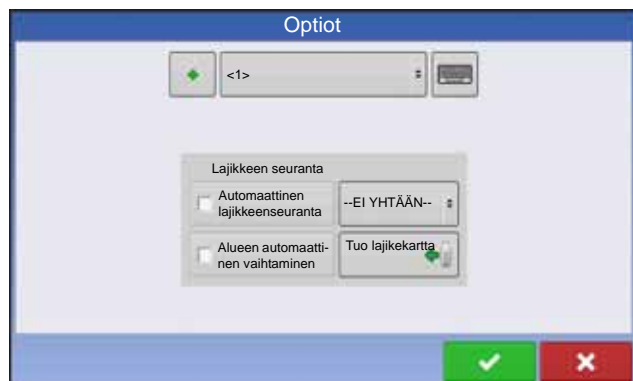 Optiot
<1>
Lajikkeen seuranta
Automaattinen
lajikkeenseuranta
--EI YHTÄÄN--
Alueen automaatti-
nen vaihtaminen
Tuo lajikekartta